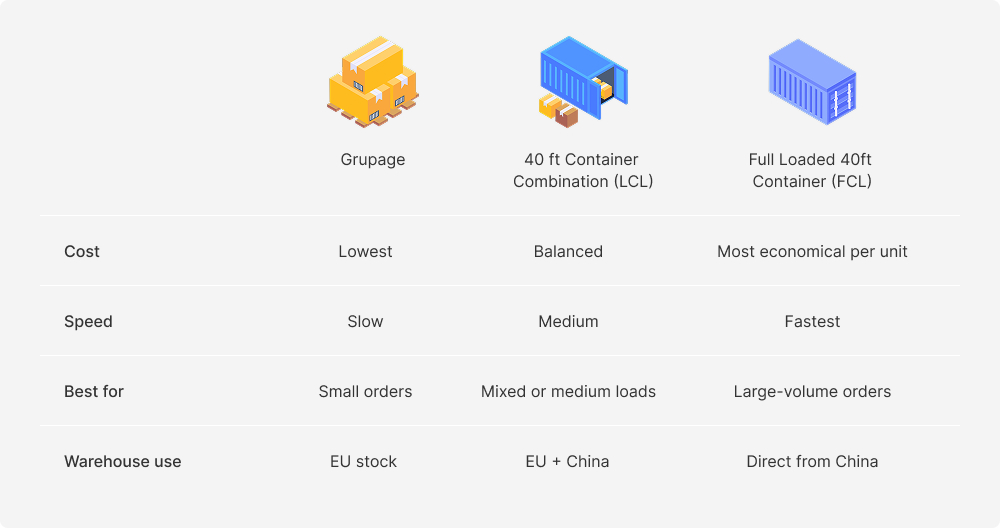 Grupage
40 ft Container
Combination (LCL)
Full Loaded 40ft
Container (FCL)
Cost
Lowest
Balanced
Most economical per unit
Speed
Slow
Medium
Fastest
Best for
Small orders
Mixed or medium loads
Large-volume orders
Warehouse use
EU stock
EU + China
Direct from China